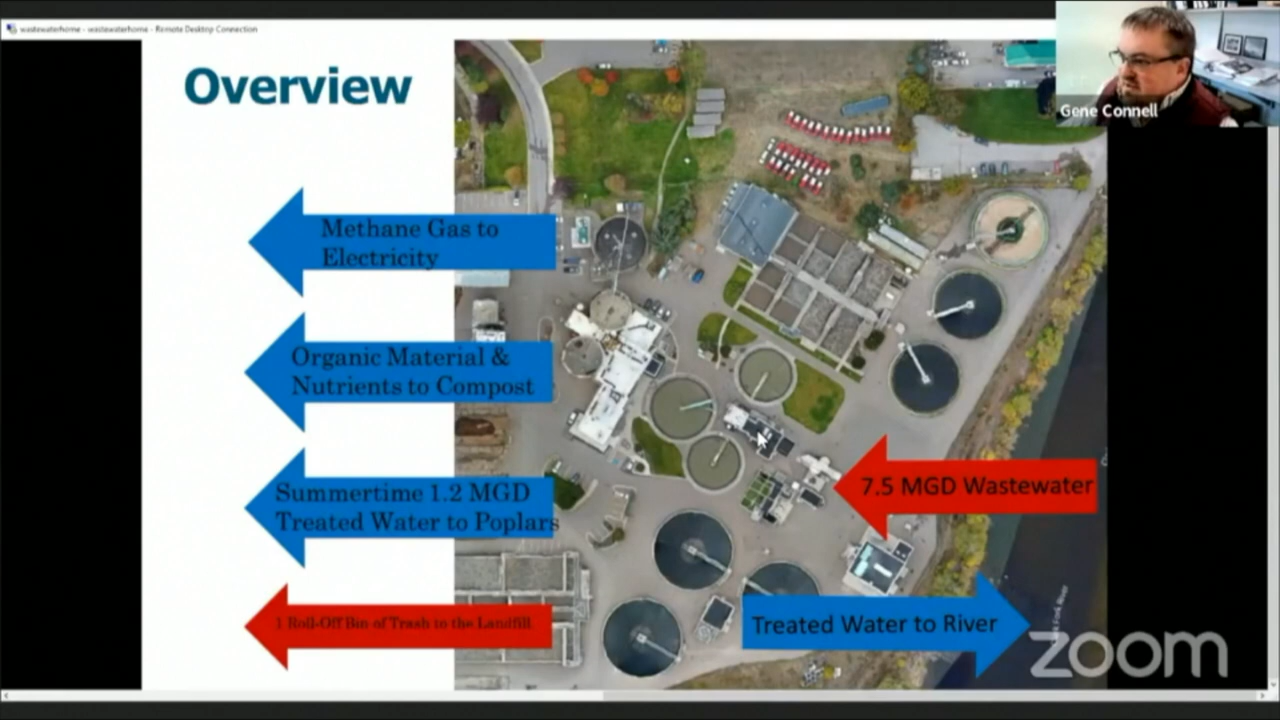 wastewaterhome - wastewaterhome - Remote Desktop Connection
Overview
Gene Connell
Methane Gas to
Electricity
Organic Material &
Nutrients to Compost
Summertime 1.2 MGD
Treated Water to Poplars
1 Roll-Off Bin of Trash to the Landfill
7.5 MGD Wastewater
Treated Water to River
Fork River
zoom